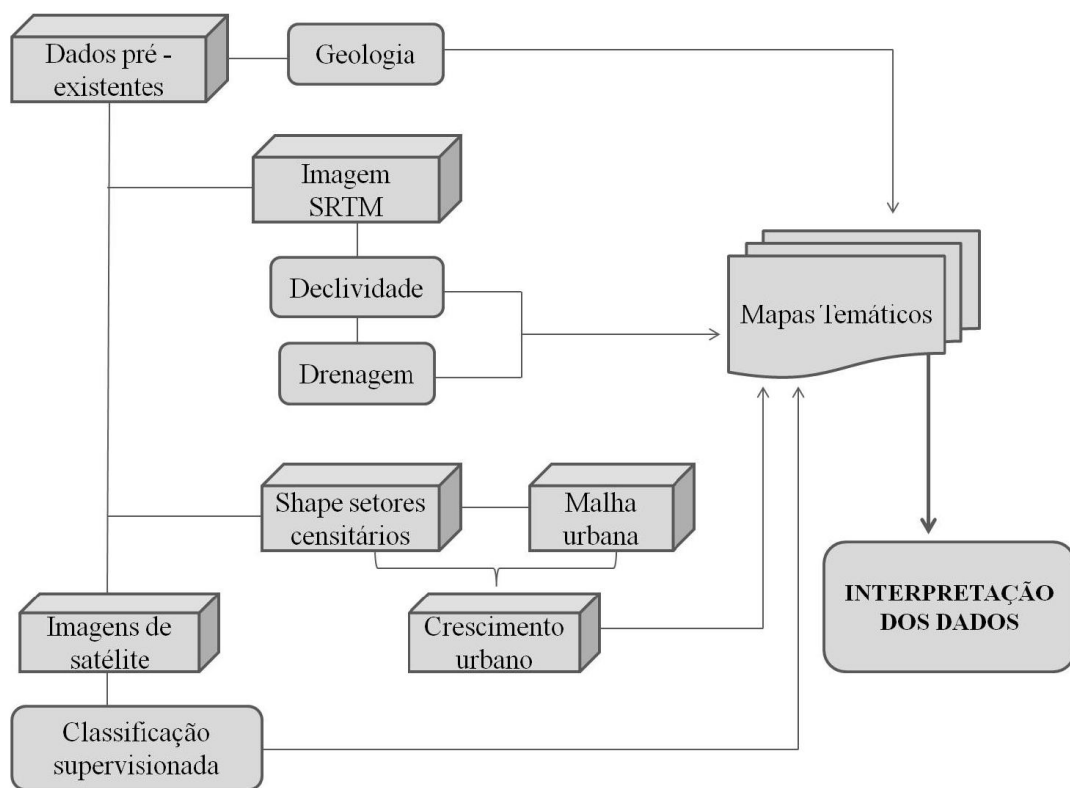 Dados pré -
existentes
Geologia
Imagem
SRTM
Declividade
Drenagem
Mapas Temáticos
Shape setores
censitários
Malha
urbana
Crescimento
urbano
INTERPRETAÇÃO
DOS DADOS
Imagens de
satélite
Classificação
supervisionada